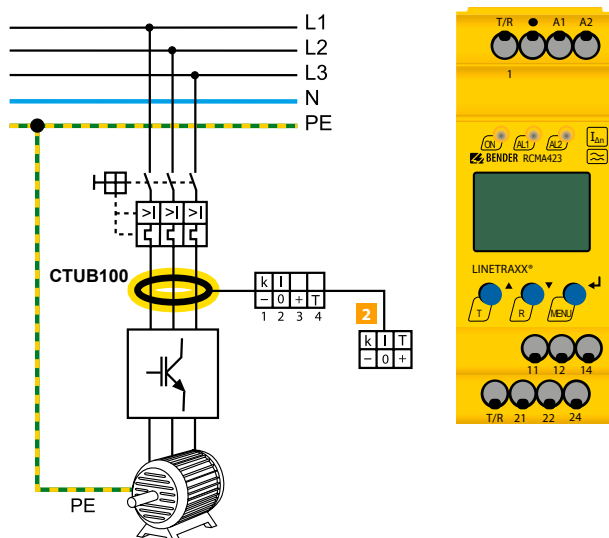 L1
L2
L3
N
PE
>I >I >I
CTUB100
k I
– 0 + T
1 2 3 4
2
k I T
– 0 +
PE
T/R ● A1 A2
1
ON AL1 AL2 I∆n
BENDER RCMA423
LINETRAXX®
T ▲ R ▼ MENU ↵
11 12 14
T/R 21 22 24